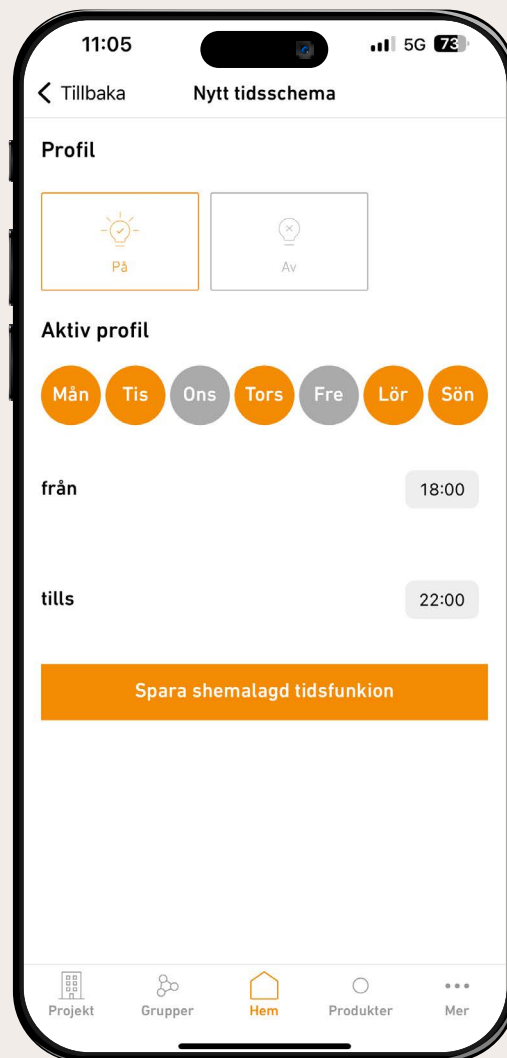 11:05 5G 73
Tillbaka Nytt tidsschema
Profil
På Av
Aktiv profil
Mån Tis Ons Tors Fre Lör Sön
från 18:00
tills 22:00
Spara shemalagd tidsfunkion
Projekt Grupper Hem Produkter Mer